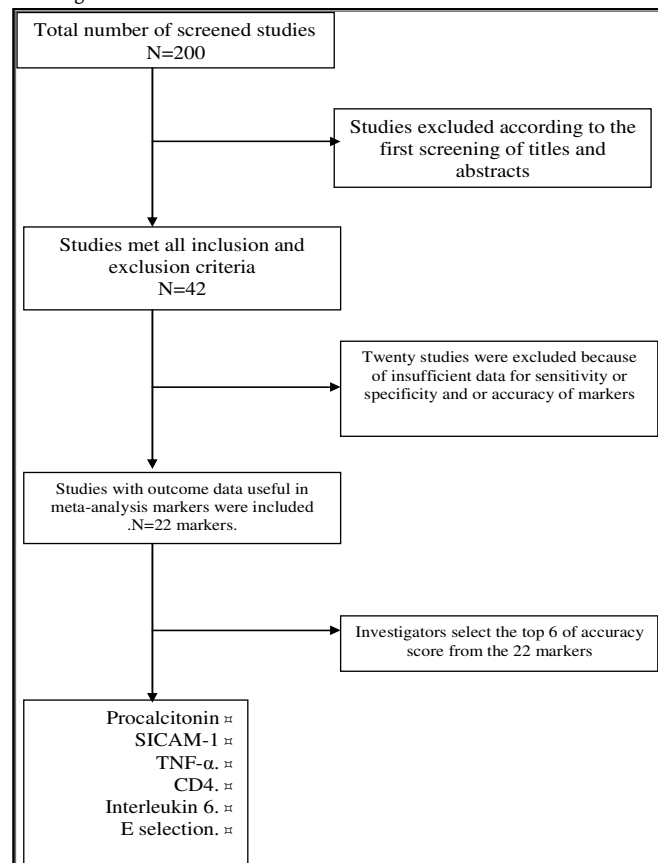 Total number of screened studies
N=200
Studies excluded according to the
first screening of titles and
abstracts
Studies met all inclusion and
exclusion criteria
N=42
Twenty studies were excluded because
of insufficient data for sensitivity or
specificity and or accuracy of markers
Studies with outcome data useful in
meta-analysis markers were included
.N=22 markers.
Investigators select the top 6 of accuracy
score from the 22 markers
Procalcitonin ¤
SICAM-1 ¤
TNF-α. ¤
CD4. ¤
Interleukin 6. ¤
E selection. ¤